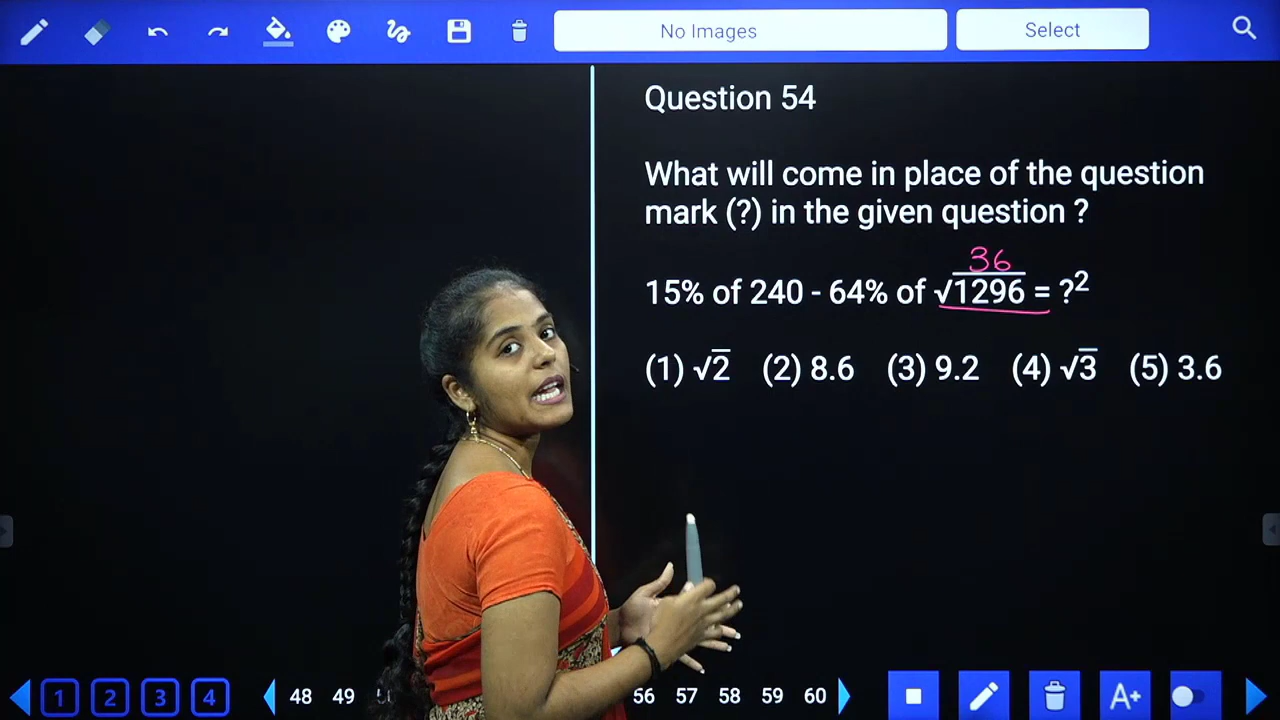 No Images
Select
Question 54
What will come in place of the question
mark (?) in the given question ?
36
15% of 240 - 64% of √1296 = ?²
(1) √2 (2) 8.6 (3) 9.2 (4) √3 (5) 3.6
1 2 3 4 48 49 56 57 58 59 60 A+